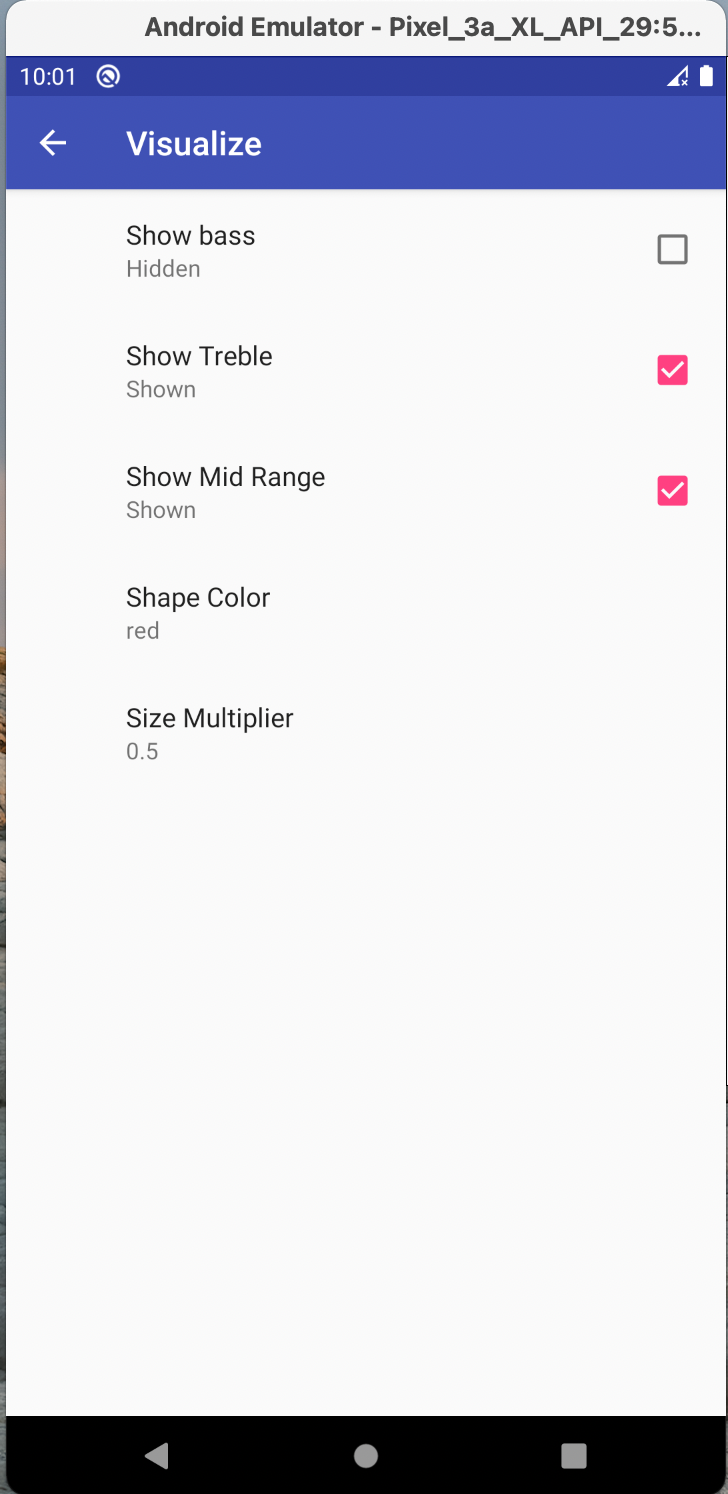 Android Emulator - Pixel_3a_XL_API_29:5...
10:01
Visualize
Show bass
Hidden
Show Treble
Shown
Show Mid Range
Shown
Shape Color
red
Size Multiplier
0.5